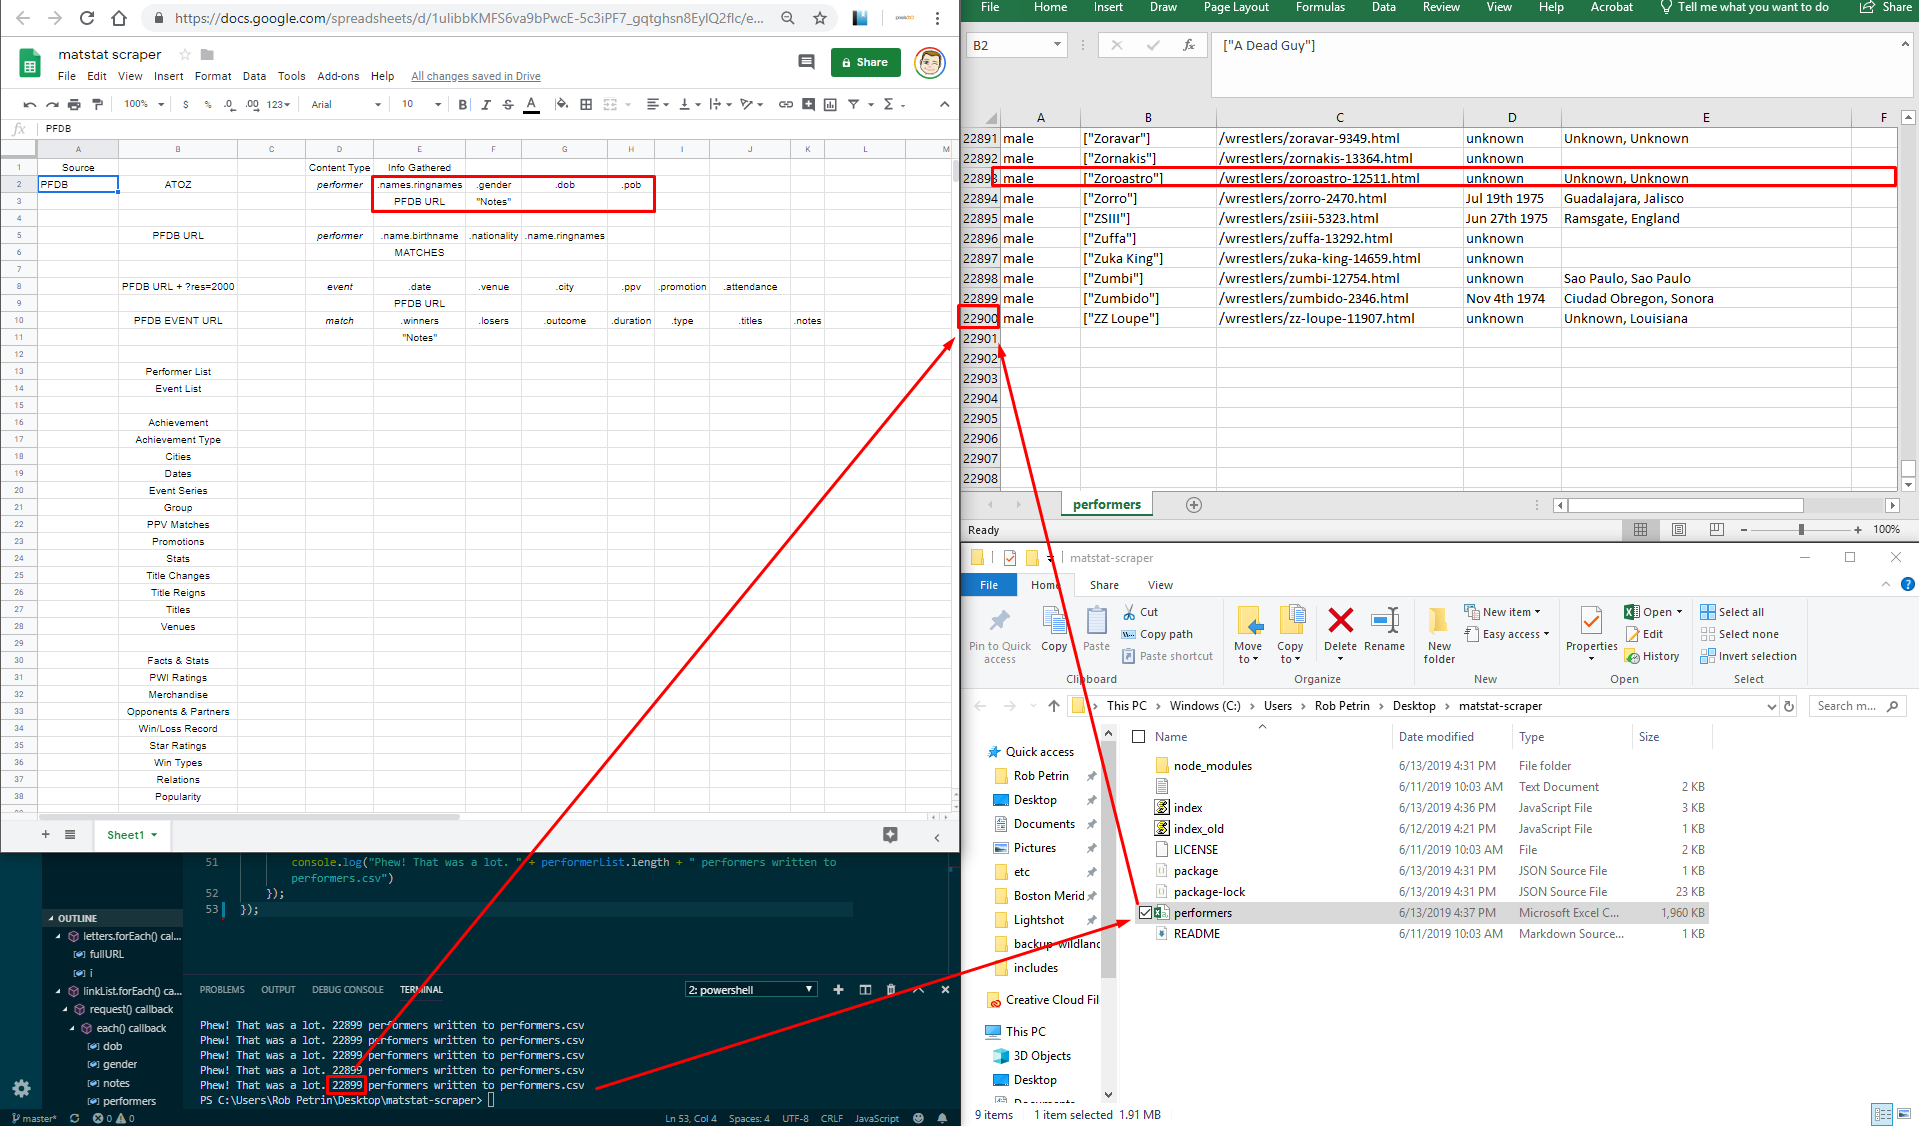 https://docs.google.com/spreadsheets/d/1ulibbKMFS6va9bPwcE-5c3iPF7_gqtghsn8EylQ2flc/e...
matstat scraper
File Edit View Insert Format Data Tools Add-ons Help All changes saved in Drive
Share
100% $ % .0 .00 123 Arial 10 B I S A
fx PFDB
A B C D E F G H I J K L M
1 Source Content Type Info Gathered
2 PFDB ATOZ performer .names.ringnames .gender .dob .pob
3 PFDB URL "Notes"
4
5 PFDB URL performer .name.birthname .nationality .name.ringnames
6 MATCHES
7
8 PFDB URL + ?res=2000 event .date .venue .city .ppv .promotion .attendance
9 PFDB URL
10 PFDB EVENT URL match .winners .losers .outcome .duration .type .titles .notes
11 "Notes"
12
13 Performer List
14 Event List
15
16 Achievement
17 Achievement Type
18 Cities
19 Dates
20 Event Series
21 Group
22 PPV Matches
23 Promotions
24 Stats
25 Title Changes
26 Title Reigns
27 Titles
28 Venues
30 Facts & Stats
31 PWI Ratings
32 Merchandise
33 Opponents & Partners
34 Win/Loss Record
35 Star Ratings
36 Win Types
37 Relations
38 Popularity
Sheet1
File Home Insert Draw Page Layout Formulas Data Review View Help Acrobat Tell me what you want to do Share
B2 fx ["A Dead Guy"]
A B C D E F
22891 male ["Zoravar"] /wrestlers/zoravar-9349.html unknown Unknown, Unknown
22892 male ["Zornakis"] /wrestlers/zornakis-13364.html unknown
22893 male ["Zoroastro"] /wrestlers/zoroastro-12511.html unknown Unknown, Unknown
22894 male ["Zorro"] /wrestlers/zorro-2470.html Jul 19th 1975 Guadalajara, Jalisco
22895 male ["ZSIII"] /wrestlers/zsiii-5323.html Jun 27th 1975 Ramsgate, England
22896 male ["Zuffa"] /wrestlers/zuffa-13292.html unknown
22897 male ["Zuka King"] /wrestlers/zuka-king-14659.html unknown
22898 male ["Zumbi"] /wrestlers/zumbi-12754.html unknown Sao Paulo, Sao Paulo
22899 male ["Zumbido"] /wrestlers/zumbido-2346.html Nov 4th 1974 Ciudad Obregon, Sonora
22900 male ["ZZ Loupe"] /wrestlers/zz-loupe-11907.html unknown Unknown, Louisiana
22901
22902
22903
22904
22905
22906
22907
22908
performers
Ready 100%
matstat-scraper
File Home Share View
Pin to Quick access Copy Paste Cut Copy path Paste shortcut
Move to Copy to Delete Rename New folder New item Easy access Properties Open Edit History Select all Select none Invert selection
Clipboard Organize New Open Select
This PC Windows (C:) Users Rob Petrin Desktop matstat-scraper Search m...
Name Date modified Type Size
node_modules 6/13/2019 4:31 PM File folder
6/11/2019 10:03 AM Text Document 2 KB
index 6/13/2019 4:36 PM JavaScript File 3 KB
index_old 6/12/2019 4:21 PM JavaScript File 1 KB
LICENSE 6/11/2019 10:03 AM File 2 KB
package 6/13/2019 4:31 PM JSON Source File 1 KB
package-lock 6/13/2019 4:31 PM JSON Source File 23 KB
performers 6/13/2019 4:37 PM Microsoft Excel C... 1,960 KB
README 6/11/2019 10:03 AM Markdown Source... 1 KB
Quick access
Rob Petrin
Desktop
Documents
Pictures
etc
Boston Merid
Lightshot
backup-wildland
includes
Creative Cloud Fil
This PC
3D Objects
Desktop
9 items 1 item selected 1.91 MB
51 console.log("Phew! That was a lot. " + performerList.length + " performers written to
performers.csv")
52 });
53 });
OUTLINE
letters.forEach() cal...
fullURL
i
linkList.forEach() ca...
request() callback
each() callback
dob
gender
notes
performers
PROBLEMS OUTPUT DEBUG CONSOLE TERMINAL 2: powershell
Phew! That was a lot. 22899 performers written to performers.csv
Phew! That was a lot. 22899 performers written to performers.csv
Phew! That was a lot. 22899 performers written to performers.csv
Phew! That was a lot. 22899 performers written to performers.csv
Phew! That was a lot. 22899 performers written to performers.csv
PS C:\Users\Rob Petrin\Desktop\matstat-scraper>
master* 0 0 Ln 53, Col 4 Spaces: 4 UTF-8 CRLF JavaScript